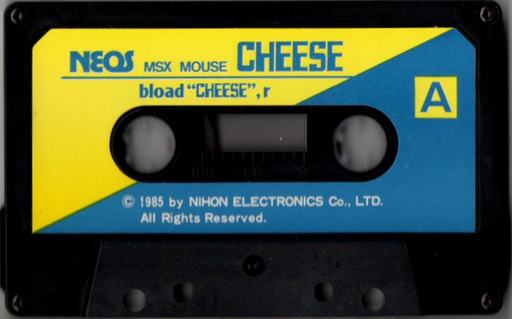 NEOS MSX MOUSE CHEESE
bload "CHEESE", r
A
100 50 0
© 1985 by NIHON ELECTRONICS Co., LTD.
All Rights Reserved.